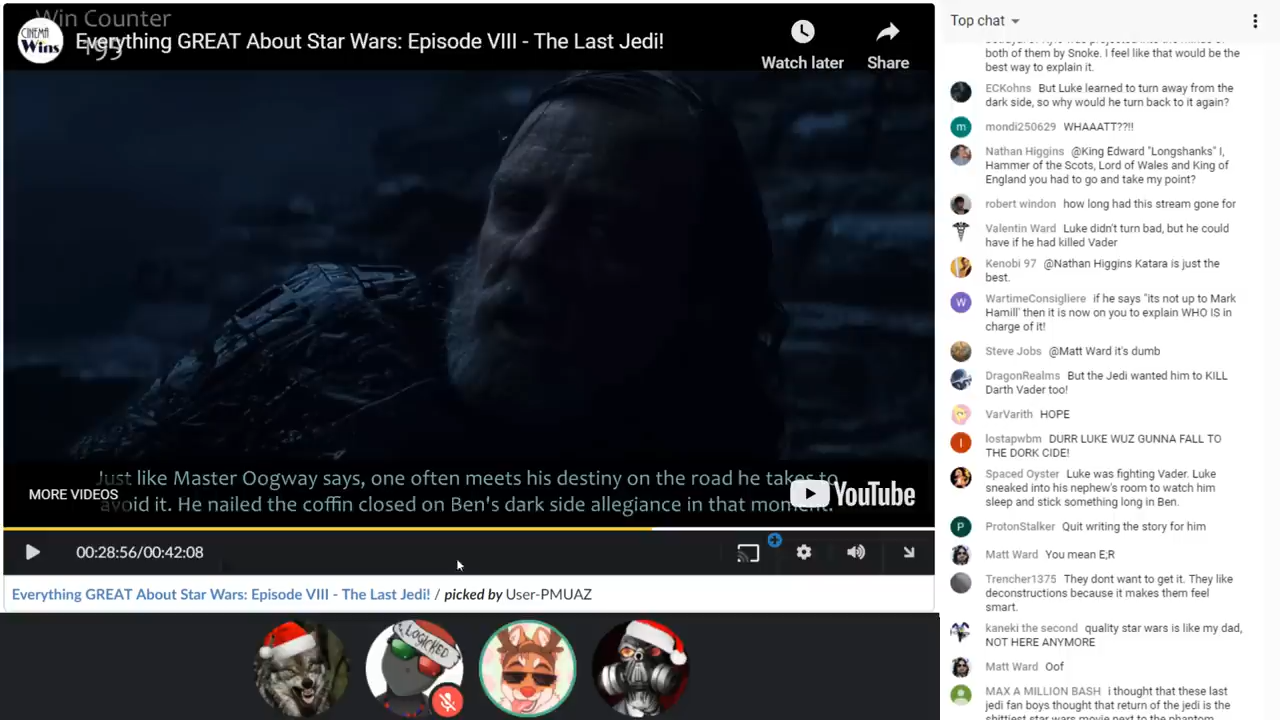 Win Counter
CINEMA
Wins
Everything GREAT About Star Wars: Episode VIII - The Last Jedi!
Watch later
Share
Just like Master Oogway says, one often meets his destiny on the road he takes to
avoid it. He nailed the coffin closed on Ben's dark side allegiance in that moment.
MORE VIDEOS
YouTube
00:28:56/00:42:08
Everything GREAT About Star Wars: Episode VIII - The Last Jedi! / picked by User-PMUAZ
LOGICKED
Top chat
both of them by Snoke. I feel like that would be the
best way to explain it.
ECKohns But Luke learned to turn away from the
dark side, so why would he turn back to it again?
m
mondi250629 WHAAATT??!!
Nathan Higgins @King Edward "Longshanks" I,
Hammer of the Scots, Lord of Wales and King of
England you had to go and take my point?
robert windon how long had this stream gone for
Valentin Ward Luke didn't turn bad, but he could
have if he had killed Vader
Kenobi 97 @Nathan Higgins Katara is just the
best.
W
WartimeConsigliere if he says "its not up to Mark
Hamill' then it is now on you to explain WHO IS in
charge of it!
Steve Jobs @Matt Ward it's dumb
DragonRealms But the Jedi wanted him to KILL
Darth Vader too!
VarVarith HOPE
I
lostapwbm DURR LUKE WUZ GUNNA FALL TO
THE DORK CIDE!
Spaced Oyster Luke was fighting Vader. Luke
sneaked into his nephew's room to watch him
sleep and stick something long in Ben.
P
ProtonStalker Quit writing the story for him
Matt Ward You mean E;R
Trencher1375 They dont want to get it. They like
deconstructions because it makes them feel
smart.
kaneki the second quality star wars is like my dad,
NOT HERE ANYMORE
Matt Ward Oof
MAX A MILLION BASH i thought that these last
jedi fan boys thought that return of the jedi is the
shittiest star wars movie next to the phantom